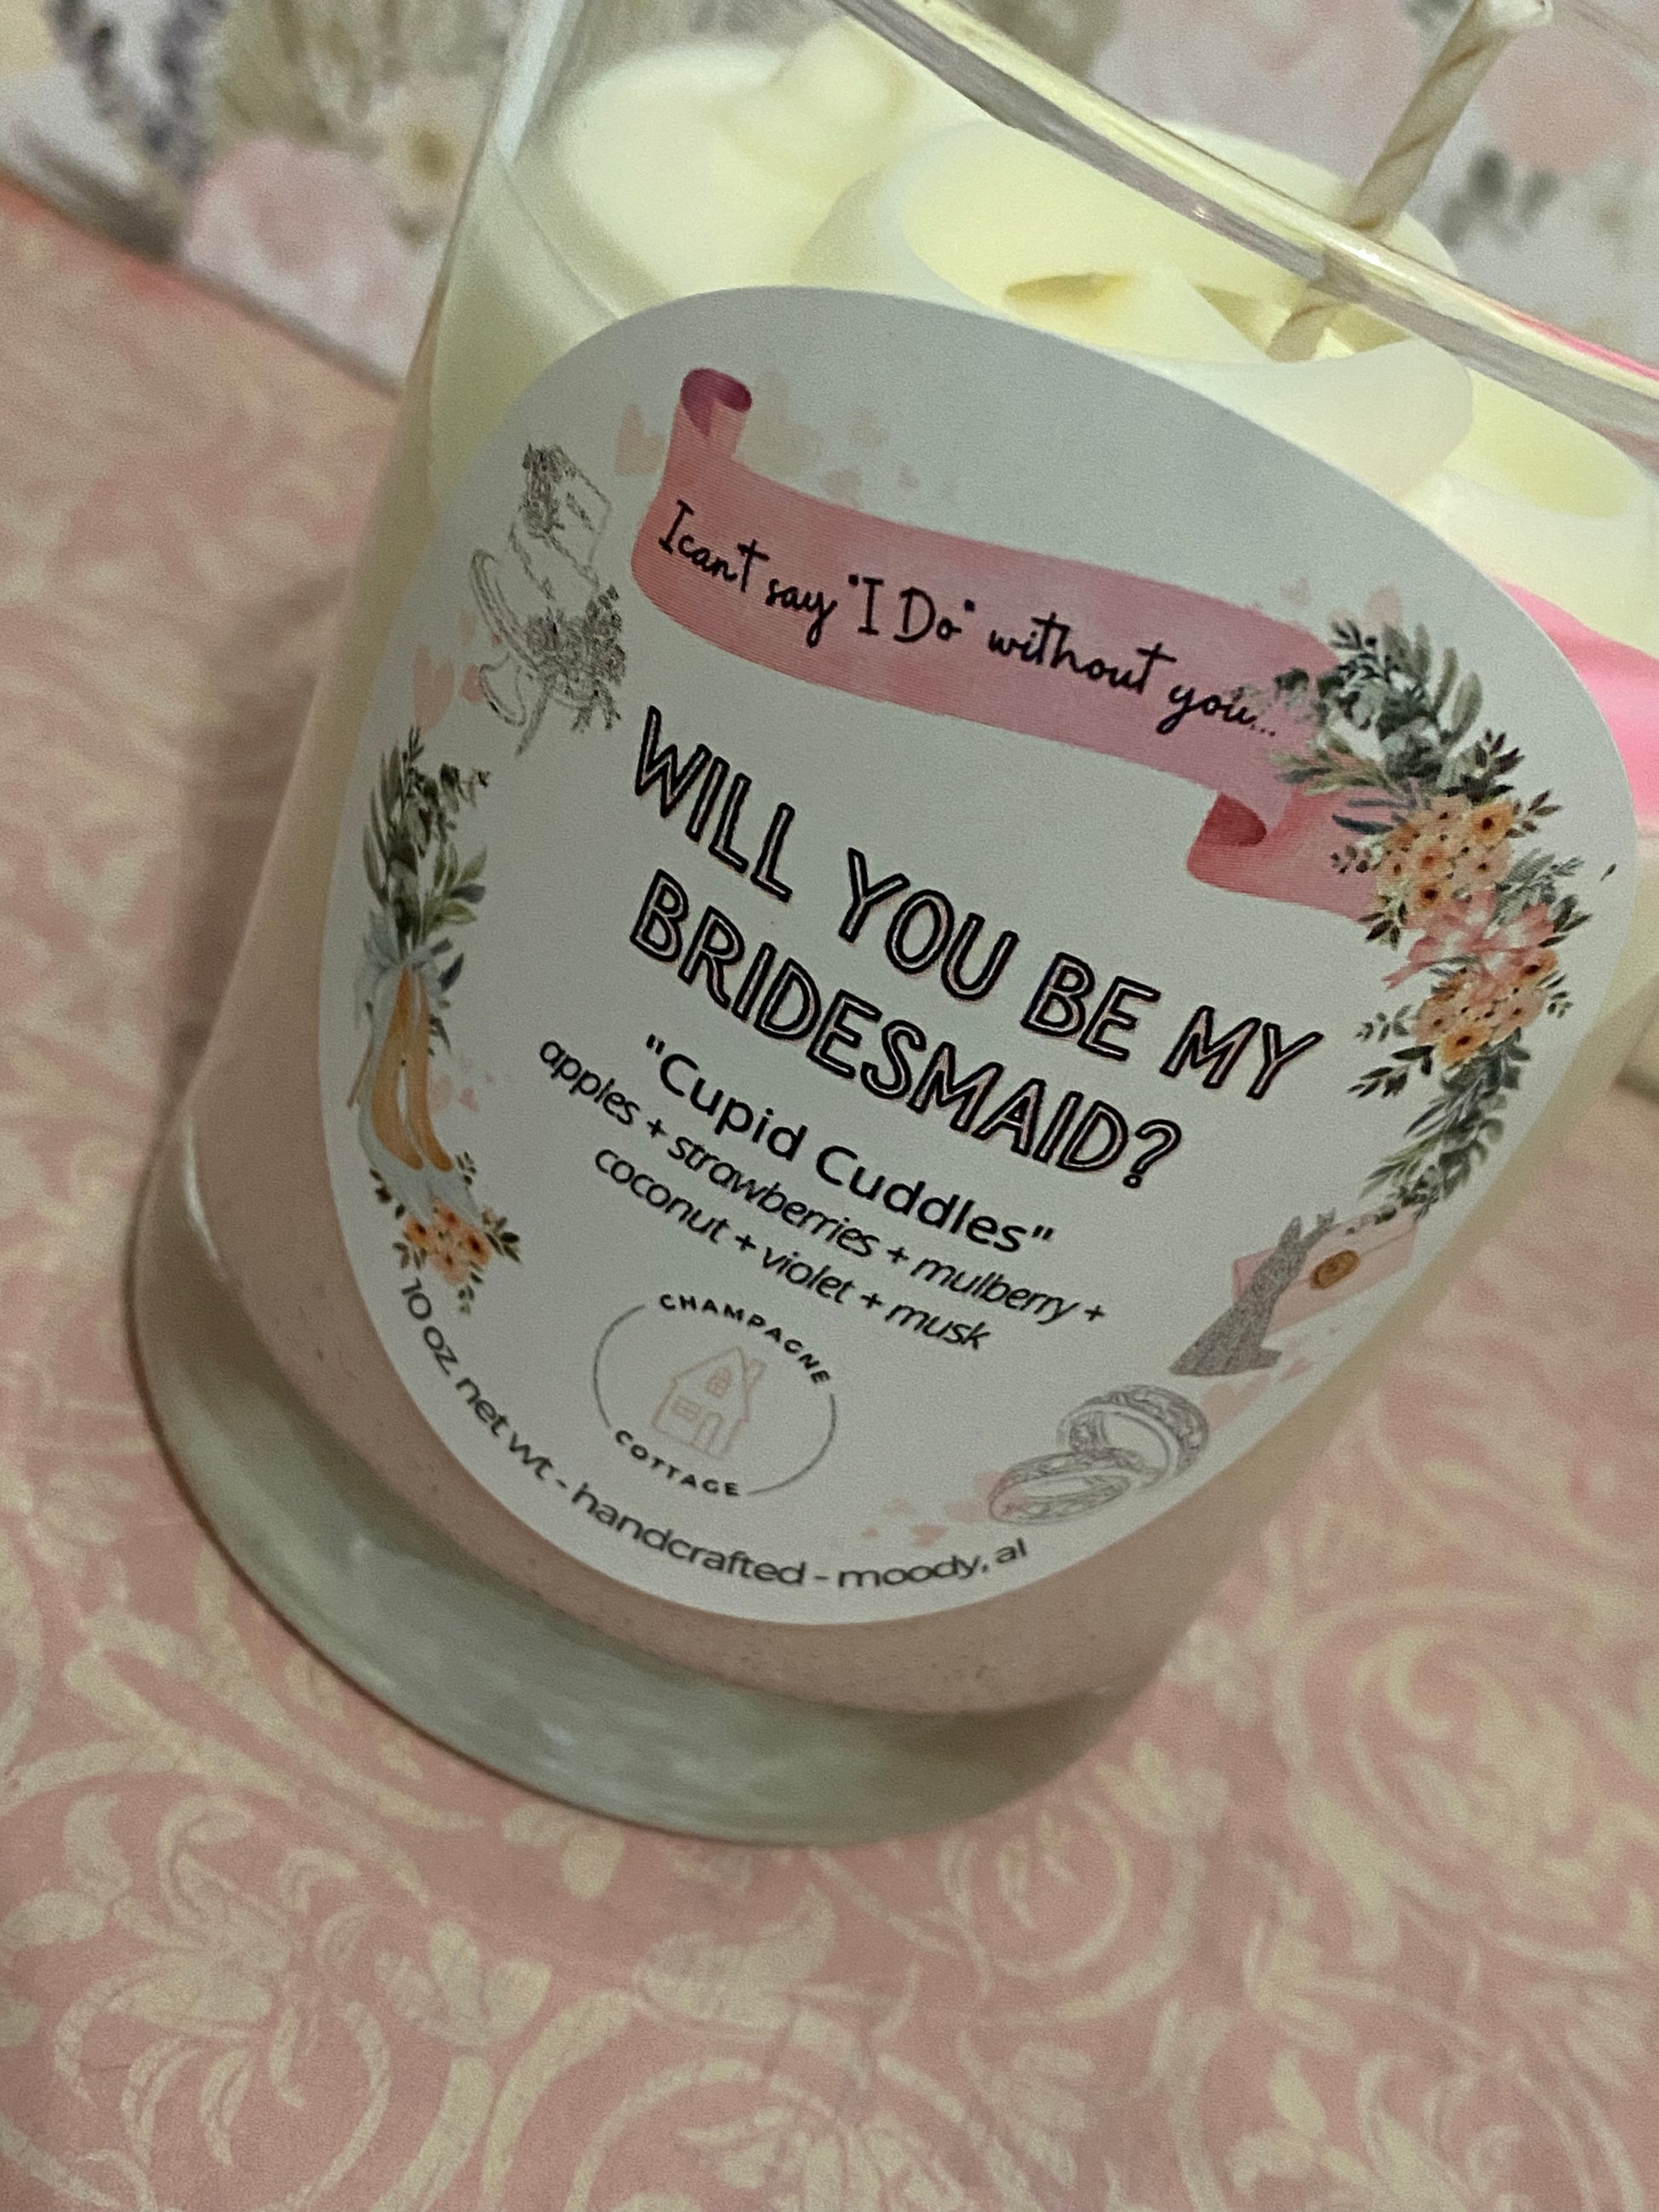 I can't say "I Do" without you...
WILL YOU BE MY
BRIDESMAID?
"Cupid Cuddles"
apples + strawberries + mulberry +
coconut + violet + musk
CHAMPAGNE
COTTAGE
10 oz net wt - handcrafted - moody, al